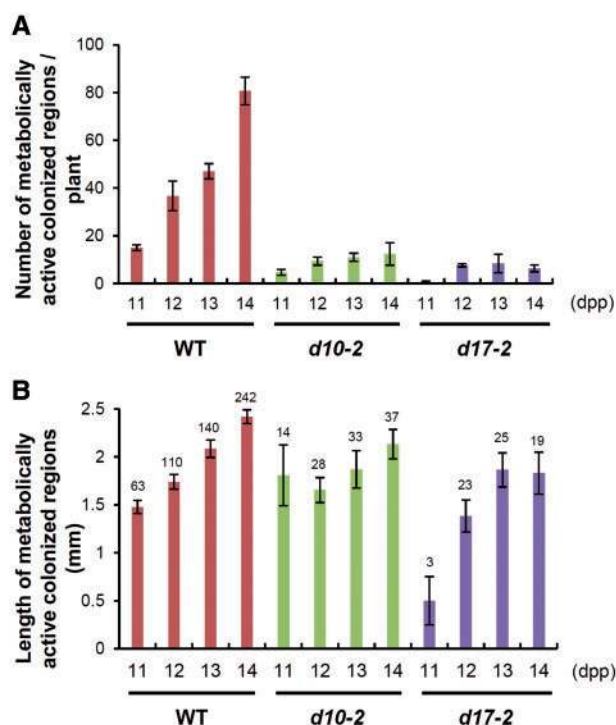 A
Number of metabolically
active colonized regions /
plant
100
80
60
40
20
0
11 12 13 14 11 12 13 14 11 12 13 14 (dpp)
WT d10-2 d17-2
B
Length of metabolically
active colonized regions
(mm)
2.5
2
1.5
1
0.5
0
63 110 140 242 14 28 33 37 3 23 25 19
11 12 13 14 11 12 13 14 11 12 13 14 (dpp)
WT d10-2 d17-2